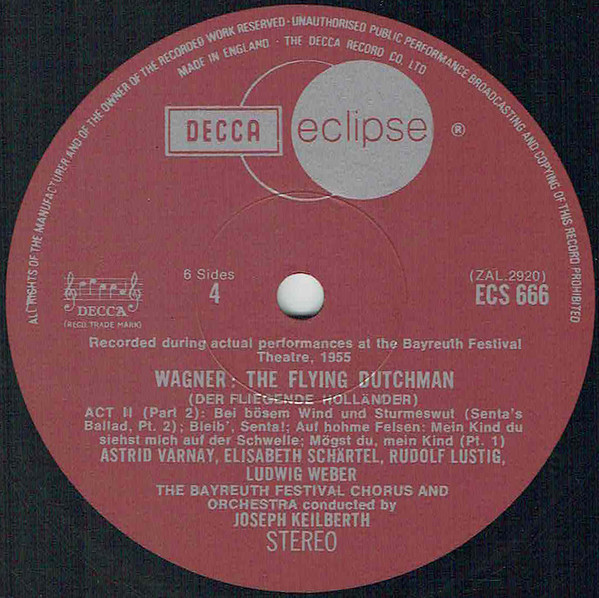 ALL RIGHTS OF THE MANUFACTURER AND OF THE OWNER OF THE RECORDED WORK RESERVED · UNAUTHORISED PUBLIC PERFORMANCE BROADCASTING AND COPYING OF THIS RECORD PROHIBITED
MADE IN ENGLAND · THE DECCA RECORD CO. LTD
DECCA eclipse ®
6 Sides
4
(ZAL.2920)
ECS 666
DECCA
(REGD. TRADE MARK)
Recorded during actual performances at the Bayreuth Festival
Theatre, 1955
WAGNER: THE FLYING DUTCHMAN
(DER FLIEGENDE HOLLÄNDER)
ACT II (Part 2): Bei bösem Wind und Sturmeswut (Senta's
Ballad, Pt. 2); Bleib', Senta!; Auf hohme Felsen: Mein Kind du
siehst mich auf der Schwelle; Mögst du, mein Kind (Pt. 1)
ASTRID VARNAY, ELISABETH SCHÄRTEL, RUDOLF LUSTIG,
LUDWIG WEBER
THE BAYREUTH FESTIVAL CHORUS AND
ORCHESTRA conducted by
JOSEPH KEILBERTH
STEREO